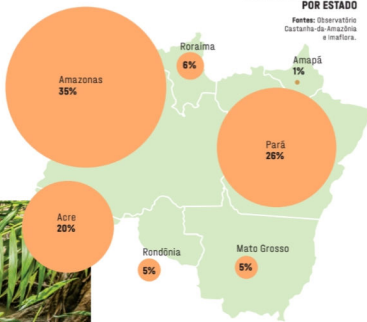 POR ESTADO
Fontes: Observatório
Castanha-da-Amazônia
e Imaflora.
Roraima
6%
Amapá
1%
Amazonas
35%
Pará
26%
Acre
20%
Rondônia
5%
Mato Grosso
5%